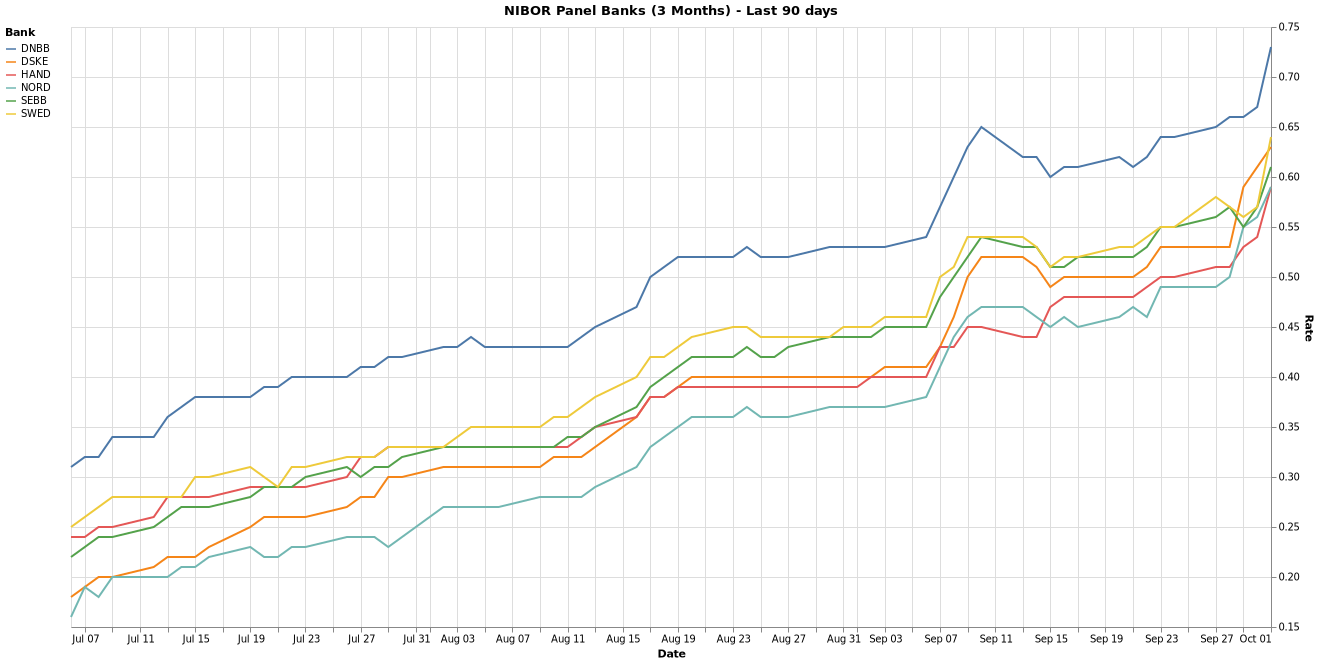 NIBOR Panel Banks (3 Months) - Last 90 days
Bank
DNBB
DSKE
HAND
NORD
SEBB
SWED
0.75
0.70
0.65
0.60
0.55
0.50
0.45
0.40
0.35
0.30
0.25
0.20
0.15
Rate
Jul 07 Jul 11 Jul 15 Jul 19 Jul 23 Jul 27 Jul 31 Aug 03 Aug 07 Aug 11 Aug 15 Aug 19 Aug 23 Aug 27 Aug 31 Sep 03 Sep 07 Sep 11 Sep 15 Sep 19 Sep 23 Sep 27 Oct 01
Date